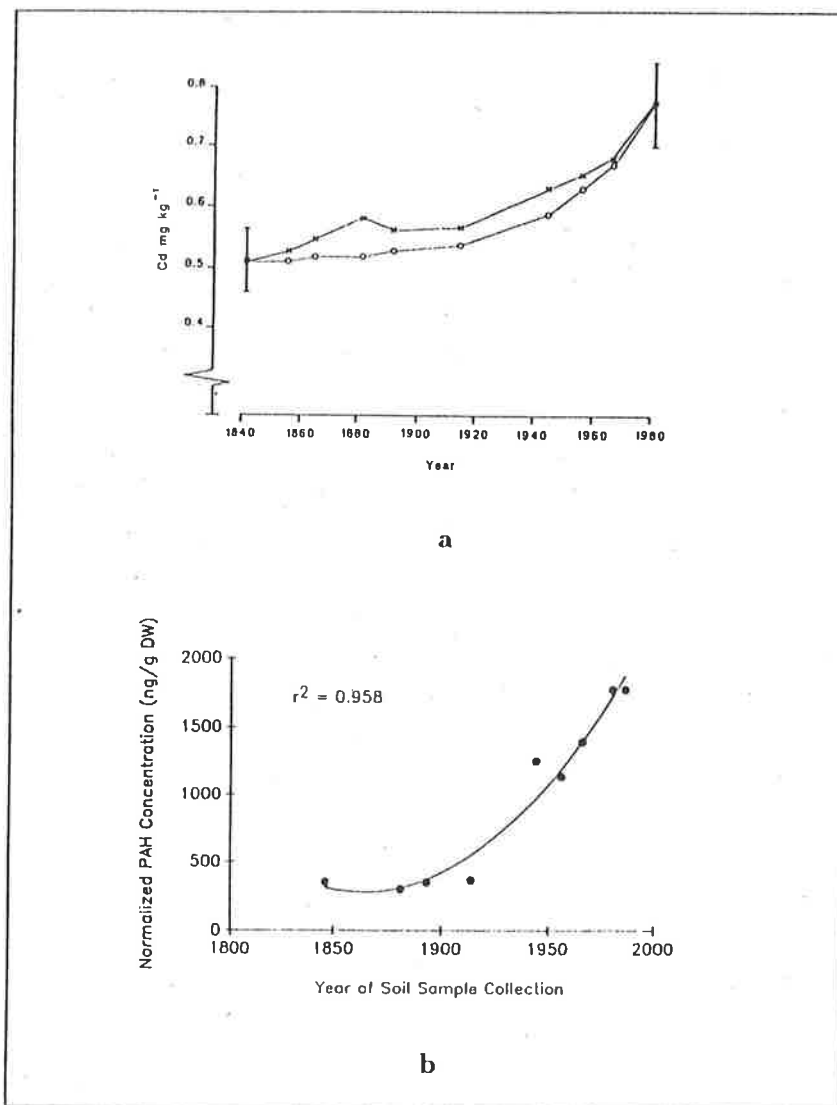 0.8
0.7
0.6
0.5
0.4
Cd mg kg⁻¹
1840 1860 1880 1900 1920 1940 1960 1980
Year
a
Normalized PAH Concentration (ng/g DW)
2000
1500
1000
500
0
r² = 0.958
1800 1850 1900 1950 2000
Year of Soil Sample Collection
b